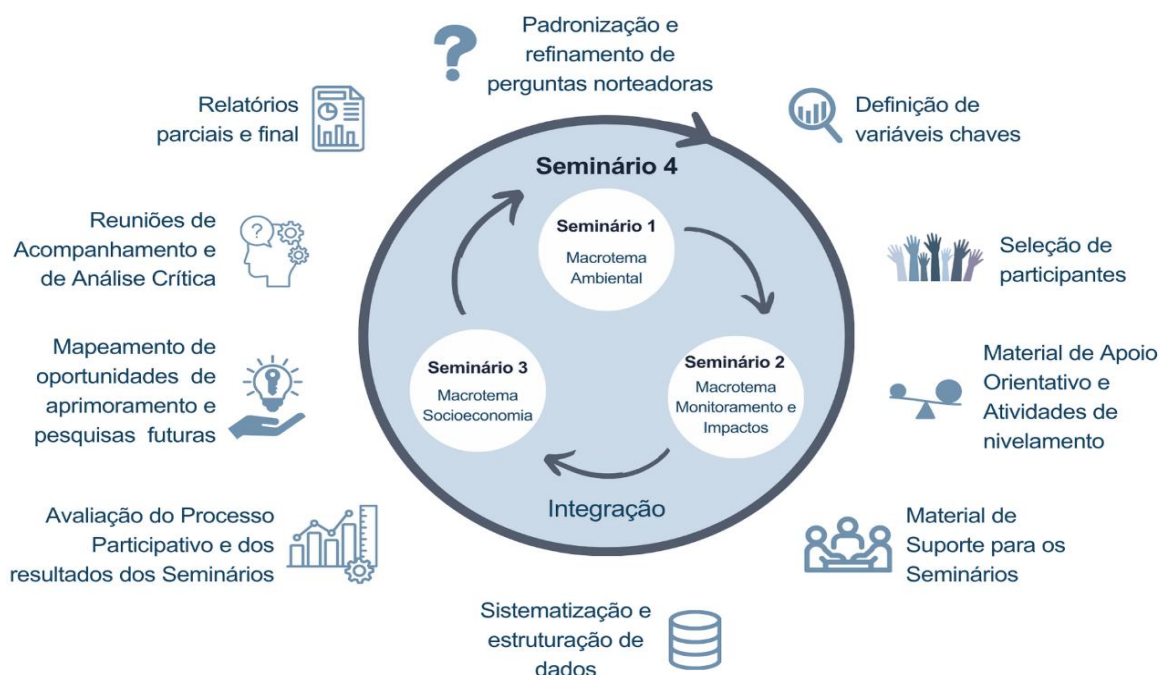 Padronização e
refinamento de
perguntas norteadoras
Definição de
variáveis chaves
Seleção de
participantes
Material de Apoio
Orientativo e
Atividades de
nivelamento
Material de
Suporte para os
Seminários
Sistematização e
estruturação de
dados
Avaliação do Processo
Participativo e dos
resultados dos Seminários
Mapeamento de
oportunidades de
aprimoramento e
pesquisas futuras
Reuniões de
Acompanhamento e
de Análise Crítica
Relatórios
parciais e final
Seminário 4
Seminário 1
Macrotema
Ambiental
Seminário 2
Macrotema
Monitoramento e
Impactos
Seminário 3
Macrotema
Socioeconomia
Integração